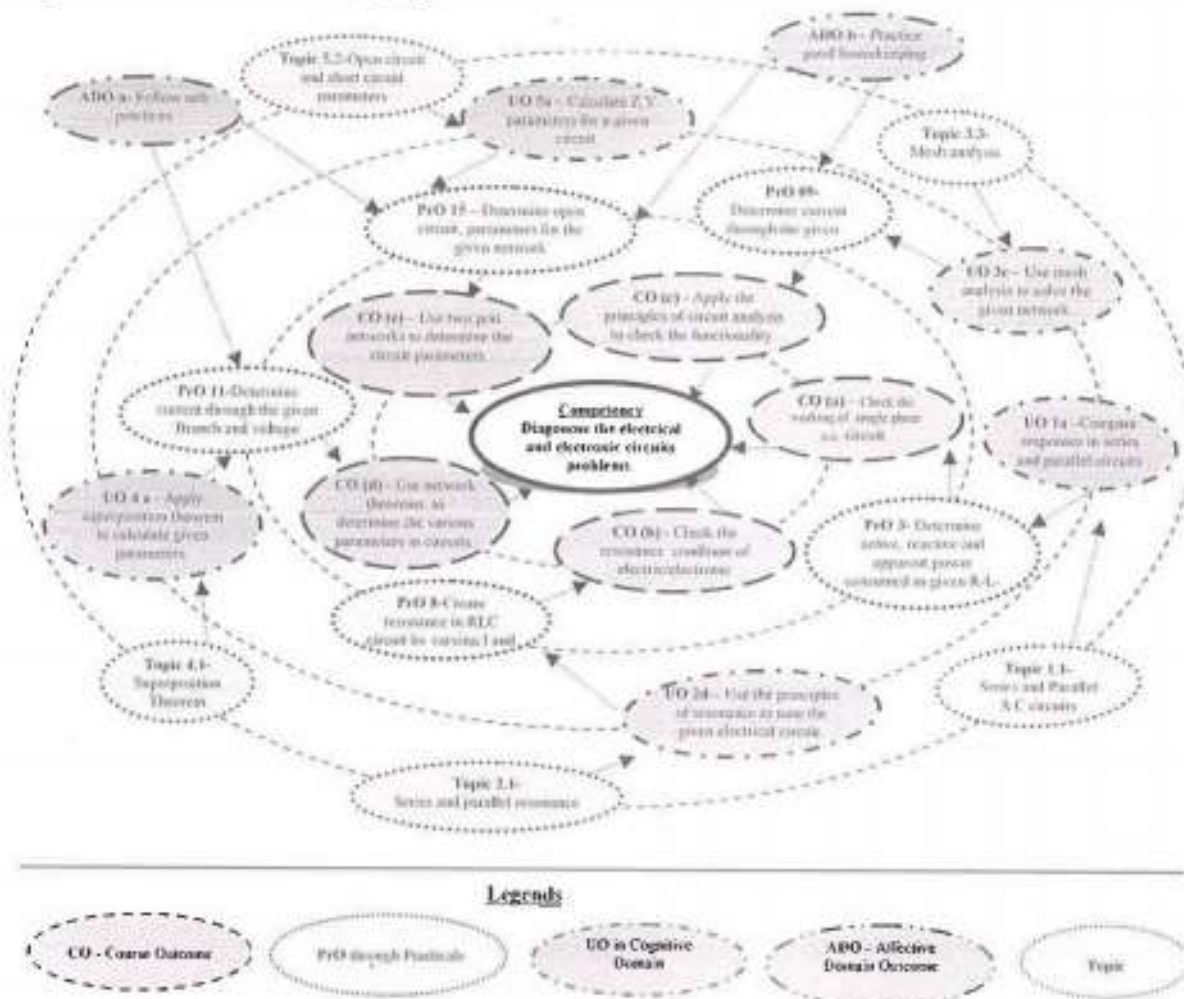 ADO b - Practice
good housekeeping
Topic 5.2-Open circuit
and short circuit
parameters
ADO a- Follow safe
practices
UO 5a - Calculate Z,Y
parameters for a given
circuit
Topic 3.3-
Mesh analysis
PrO 15 - Determine open
circuit, parameters for the
given network
PrO 09-
Determine current
through the given
UO 3c - Use mesh
analysis to solve the
given network.
CO (e) - Use two port
networks to determine the
circuit parameters
CO (c) - Apply the
principles of circuit analysis
to check the functionality
PrO 11-Determine
current through the given
Branch and voltage
Competency
Diagonose the electrical
and electronic circuits
problems
CO (a) - Check the
working of single phase
a.c. circuit
UO 1a -Compute
responses in series
and parallel circuits
UO 4 a - Apply
superposition theorem
to calculate given
parameters
CO (d) - Use network
theorems to
determine the various
parameters in circuits
CO (b) - Check the
resonance condition of
electric/electronic
PrO 3- Determine
active, reactive and
apparent power
consumed in given R-L-
PrO 8-Create
resonance in RLC
circuit by varying and
Topic 4.1-
Superposition
Theorem
UO 2d - Use the principles
of resonance to tune the
given electrical circuit
Topic 1.1-
Series and Parallel
A C circuits
Topic 2.1-
Series and parallel resonance
Legends
CO - Course Outcome
PrO through Practicals
UO in Cognitive
Domain
ADO - Affective
Domain Outcome
Topic